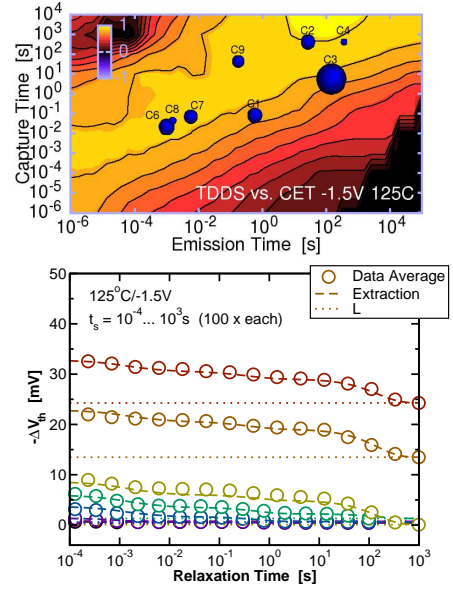 Capture Time [s]
10^4
10^3
10^2
10^1
10^0
10^-1
10^-2
10^-3
10^-4
10^-5
10^-6
1
0
C2
C4
C9
C3
C6
C8
C7
C1
TDDS vs. CET -1.5V 125C
10^-6 10^-4 10^-2 10^0 10^2 10^4
Emission Time [s]
Data Average
Extraction
L
125°C/-1.5V
t_s = 10^-4... 10^3s (100 x each)
-ΔV_th [mV]
50
40
30
20
10
0
10^-4 10^-3 10^-2 10^-1 10^0 10^1 10^2 10^3
Relaxation Time [s]